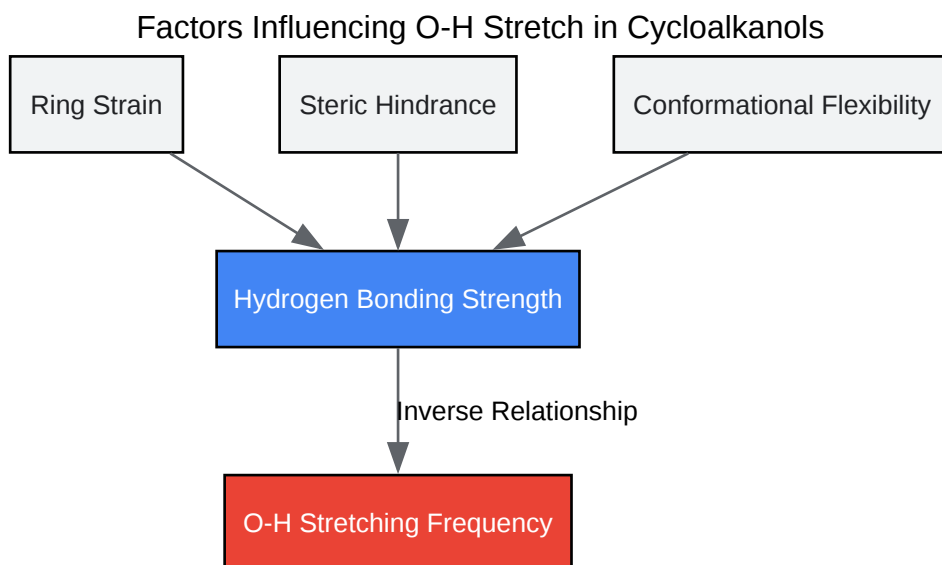 Factors Influencing O-H Stretch in Cycloalkanols
Ring Strain
Steric Hindrance
Conformational Flexibility
Hydrogen Bonding Strength
Inverse Relationship
O-H Stretching Frequency